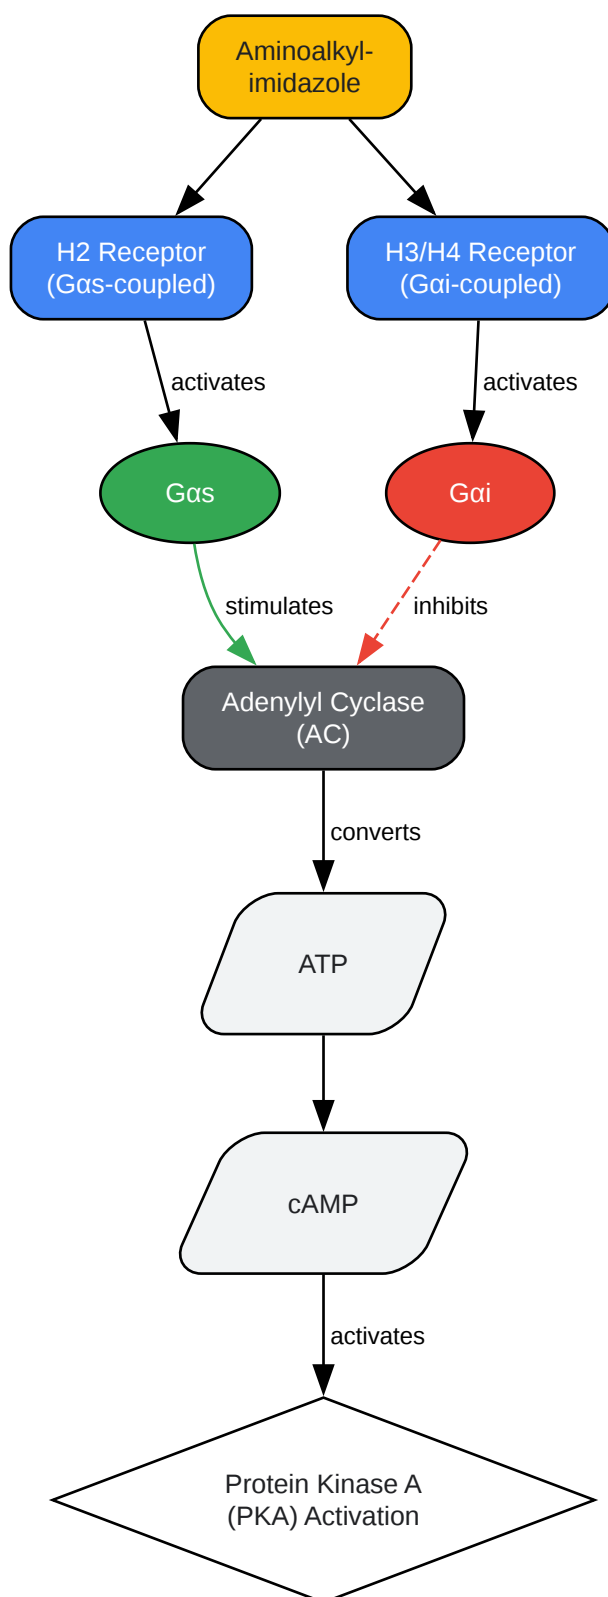 Aminoalkyl-
imidazole
H2 Receptor
(Gαs-coupled)
H3/H4 Receptor
(Gαi-coupled)
activates
activates
Gαs
Gαi
stimulates
inhibits
Adenylyl Cyclase
(AC)
converts
ATP
cAMP
activates
Protein Kinase A
(PKA) Activation